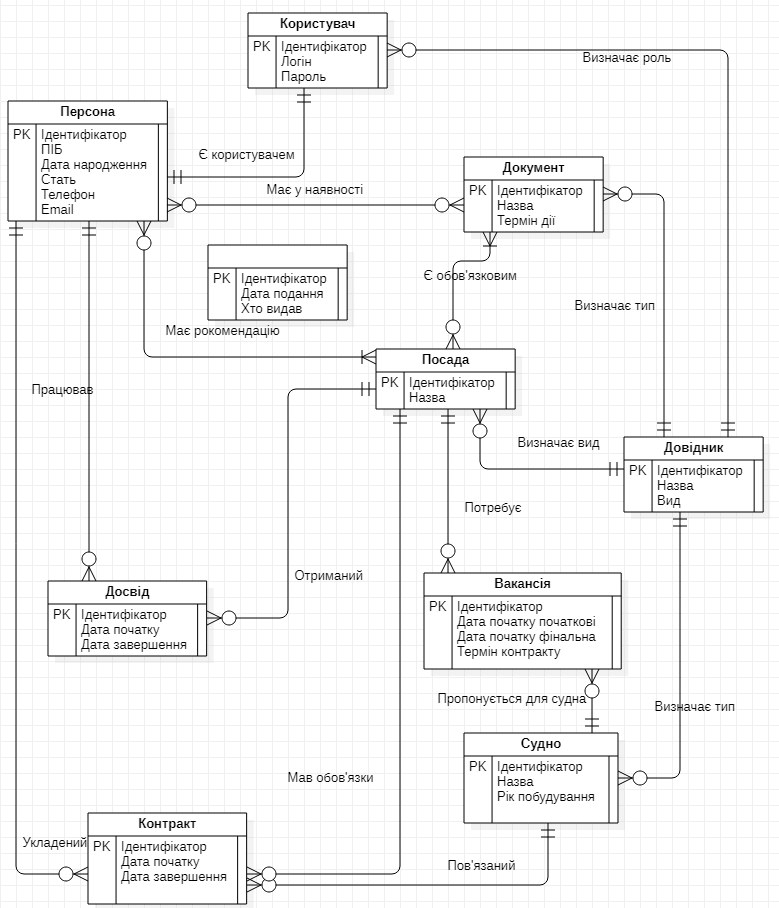 Користувач
PK
Ідентифікатор
Логін
Пароль
Визначає роль
Персона
PK
Ідентифікатор
ПІБ
Дата народження
Стать
Телефон
Email
Є користувачем
Має у наявності
Документ
PK
Ідентифікатор
Назва
Термін дії
PK
Ідентифікатор
Дата подання
Хто видав
Є обов'язковим
Визначає тип
Має рокомендацію
Посада
PK
Ідентифікатор
Назва
Працював
Визначає вид
Довідник
PK
Ідентифікатор
Назва
Вид
Потребує
Отриманий
Досвід
PK
Ідентифікатор
Дата початку
Дата завершення
Вакансія
PK
Ідентифікатор
Дата початку початкові
Дата початку фінальна
Термін контракту
Пропонується для судна
Визначає тип
Судно
PK
Ідентифікатор
Назва
Рік побудування
Мав обов'язки
Контракт
Укладений
PK
Ідентифікатор
Дата початку
Дата завершення
Пов'язаний